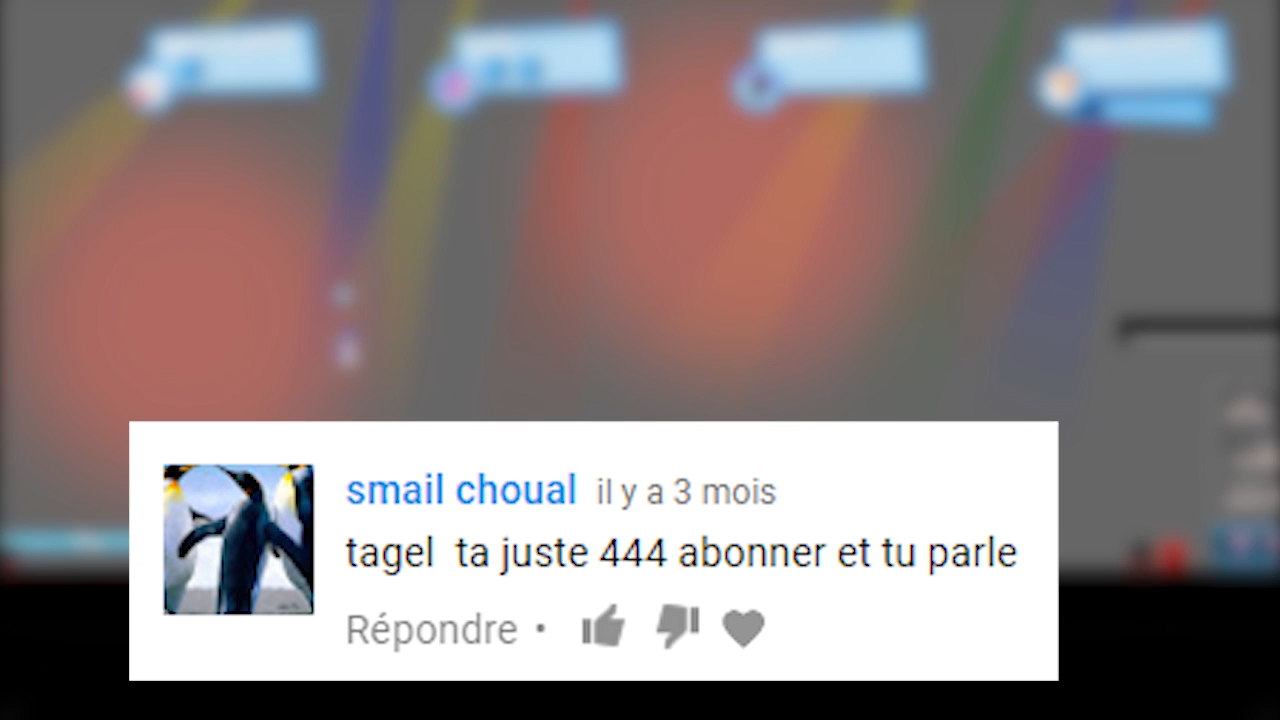 smail choual il y a 3 mois
tagel ta juste 444 abonner et tu parle
Répondre •